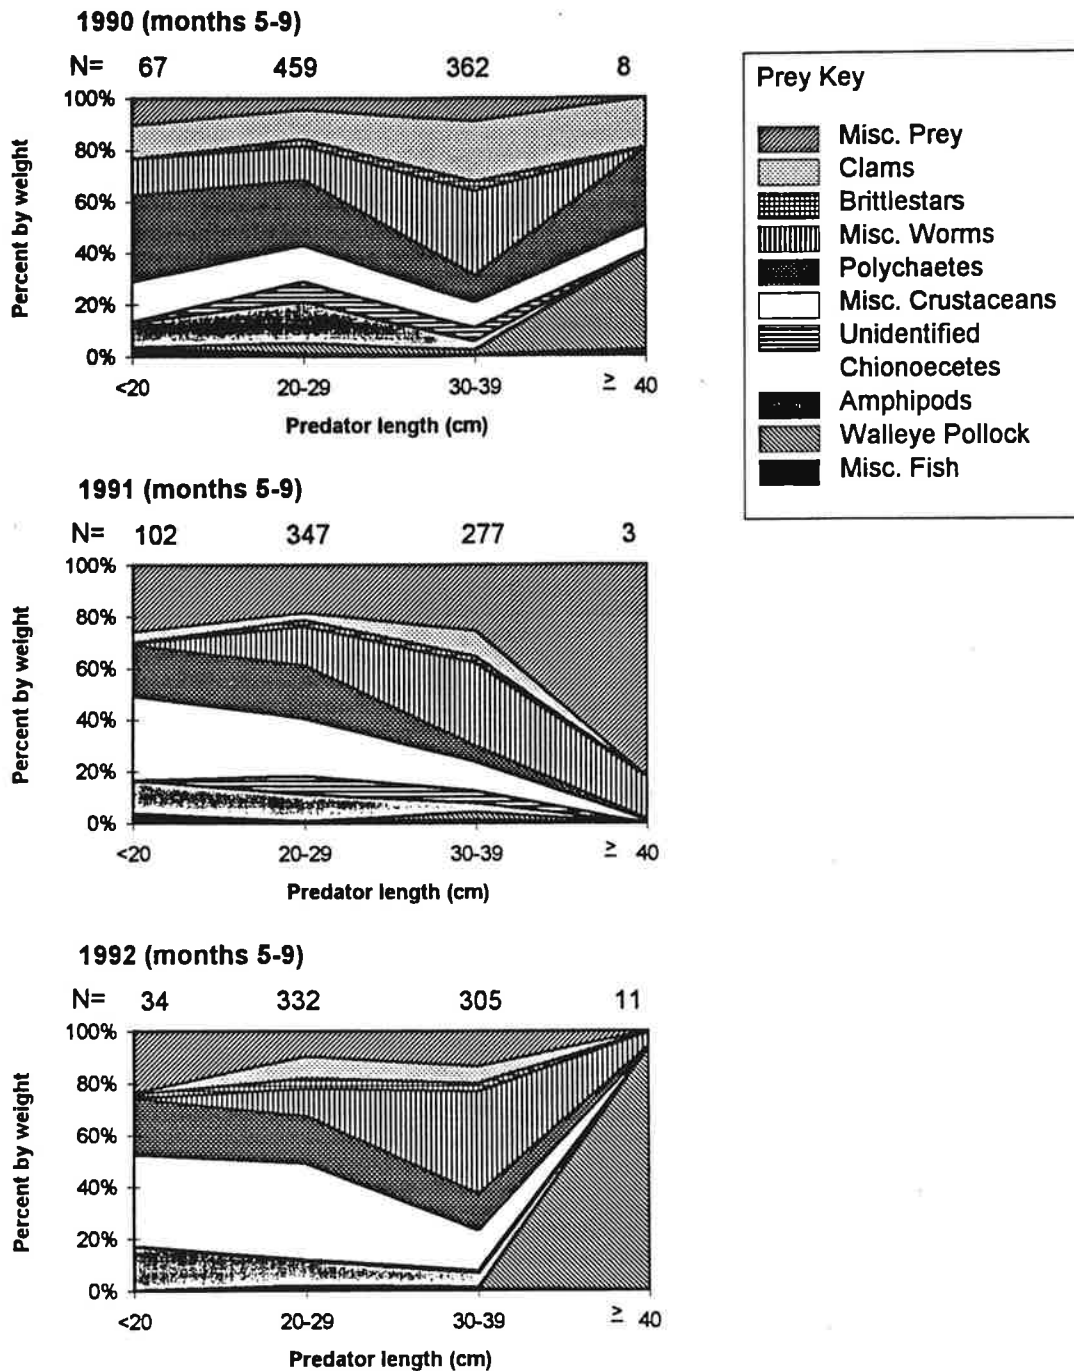 1990 (months 5-9)
N= 67 459 362 8
100%
80%
60%
40%
20%
0%
Percent by weight
<20 20-29 30-39 ≥ 40
Predator length (cm)
Prey Key
Misc. Prey
Clams
Brittlestars
Misc. Worms
Polychaetes
Misc. Crustaceans
Unidentified
Chionoecetes
Amphipods
Walleye Pollock
Misc. Fish
1991 (months 5-9)
N= 102 347 277 3
100%
80%
60%
40%
20%
0%
Percent by weight
<20 20-29 30-39 ≥ 40
Predator length (cm)
1992 (months 5-9)
N= 34 332 305 11
100%
80%
60%
40%
20%
0%
Percent by weight
<20 20-29 30-39 ≥ 40
Predator length (cm)